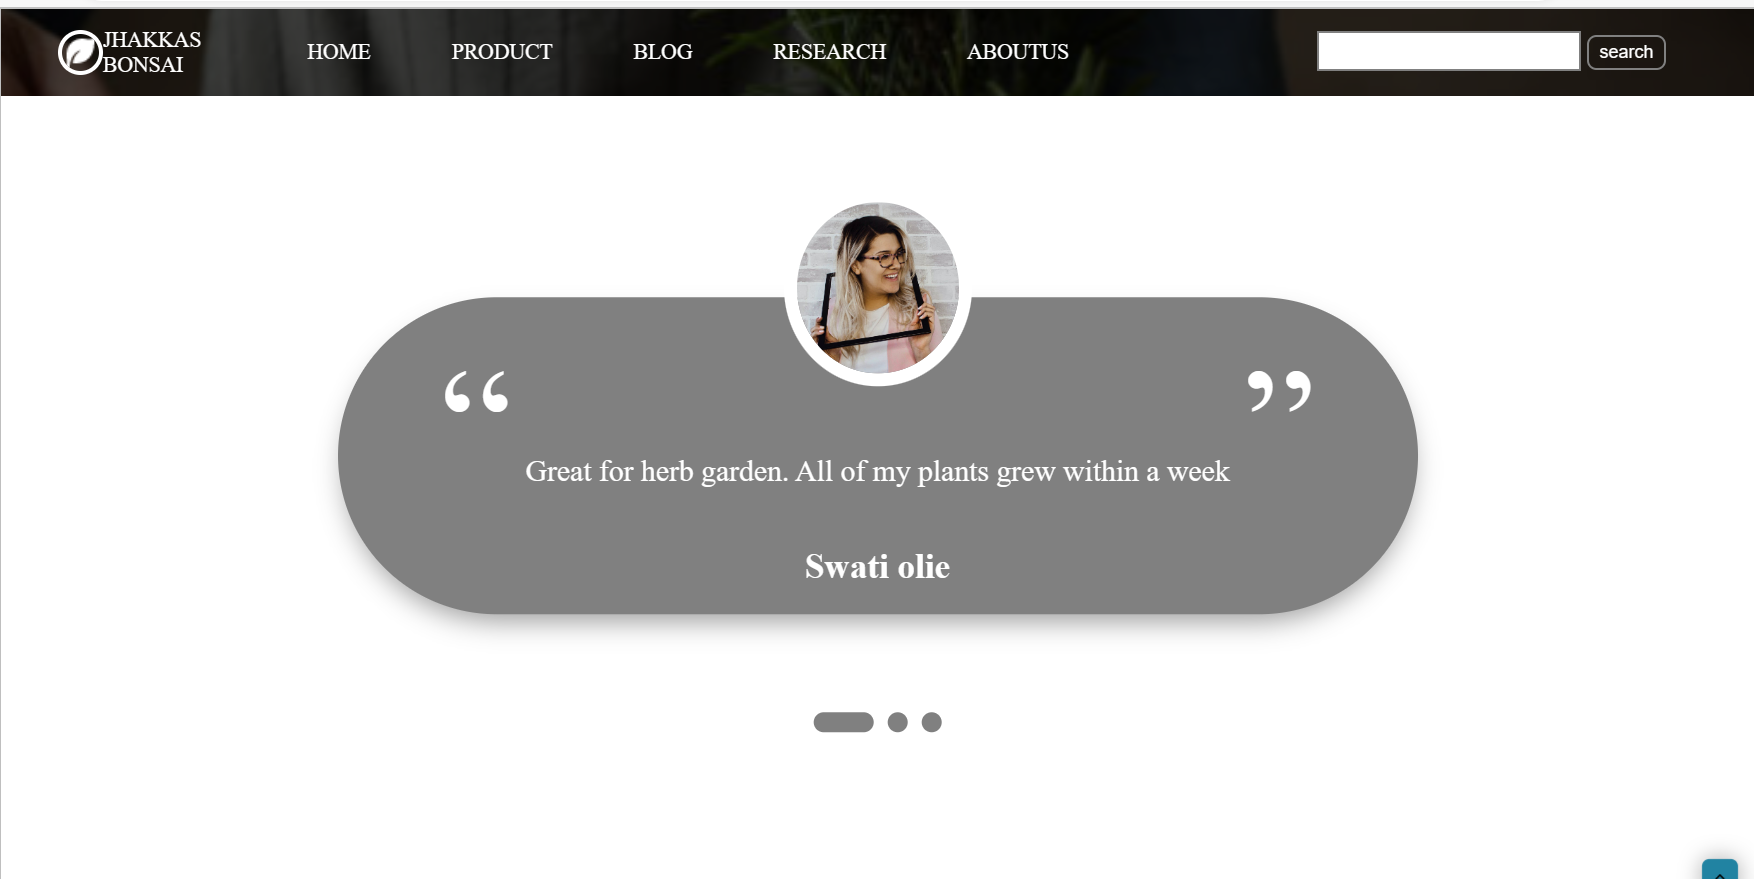 JHAKKAS
BONSAI
HOME PRODUCT BLOG RESEARCH ABOUTUS
search
“ ”
Great for herb garden. All of my plants grew within a week
Swati olie